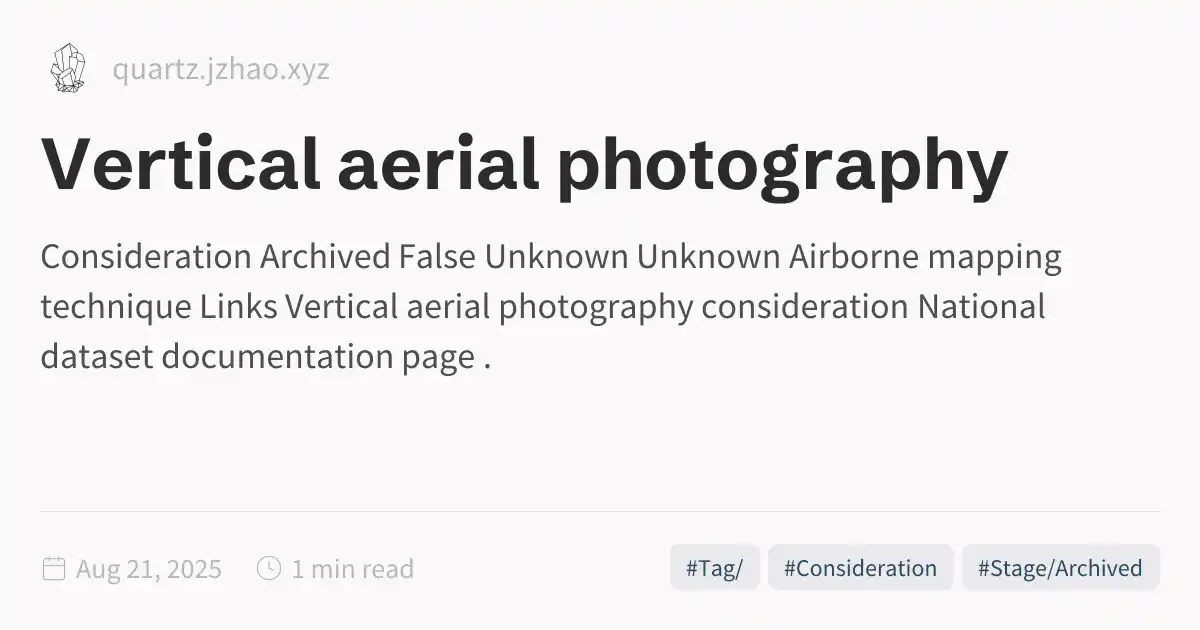 quartz.jzhao.xyz
Vertical aerial photography
Consideration Archived False Unknown Unknown Airborne mapping
technique Links Vertical aerial photography consideration National
dataset documentation page .
Aug 21, 2025 1 min read #Tag/ #Consideration #Stage/Archived